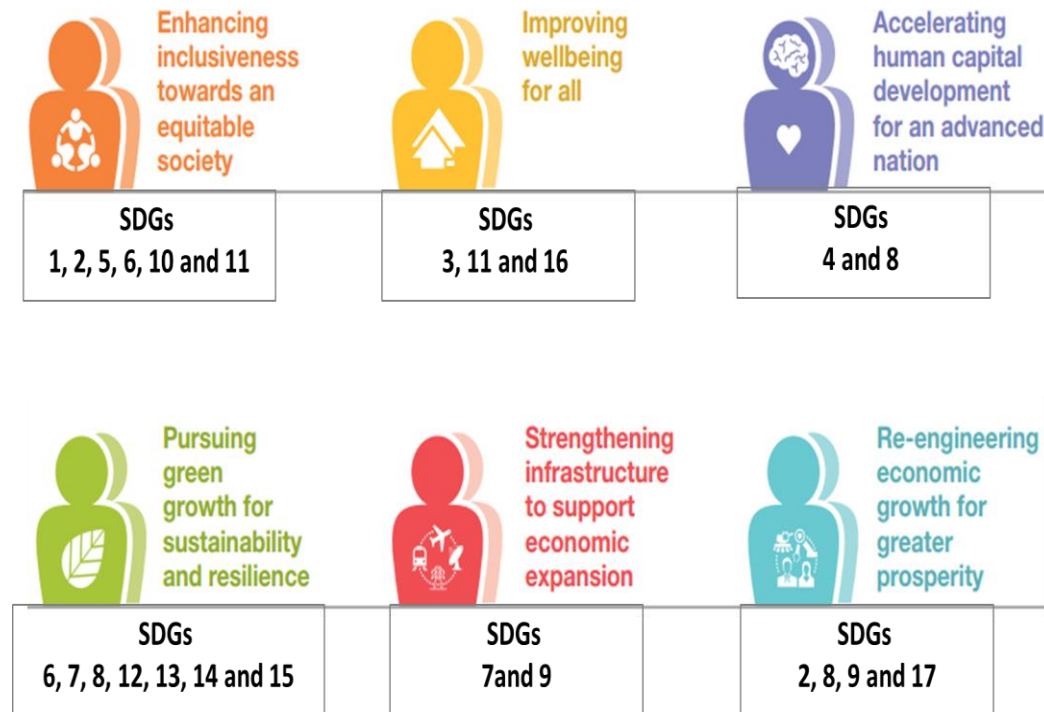 Enhancing
inclusiveness
towards an
equitable
society
SDGs
1, 2, 5, 6, 10 and 11
Improving
wellbeing
for all
SDGs
3, 11 and 16
Accelerating
human capital
development
for an advanced
nation
SDGs
4 and 8
Pursuing
green
growth for
sustainability
and resilience
SDGs
6, 7, 8, 12, 13, 14 and 15
Strengthening
infrastructure
to support
economic
expansion
SDGs
7and 9
Re-engineering
economic
growth for
greater
prosperity
SDGs
2, 8, 9 and 17